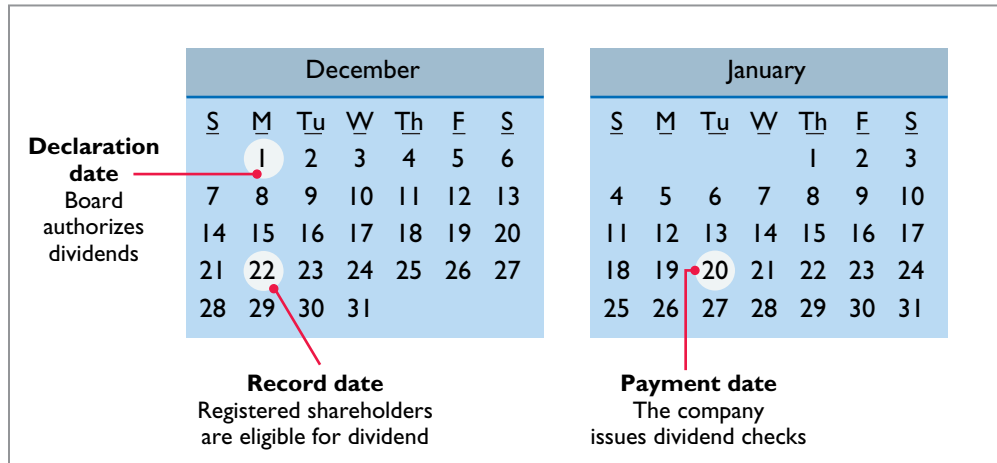 December
S M Tu W Th F S
1 2 3 4 5 6
7 8 9 10 11 12 13
14 15 16 17 18 19 20
21 22 23 24 25 26 27
28 29 30 31
January
S M Tu W Th F S
1 2 3
4 5 6 7 8 9 10
11 12 13 14 15 16 17
18 19 20 21 22 23 24
25 26 27 28 29 30 31
Declaration
date
Board
authorizes
dividends
Record date
Registered shareholders
are eligible for dividend
Payment date
The company
issues dividend checks